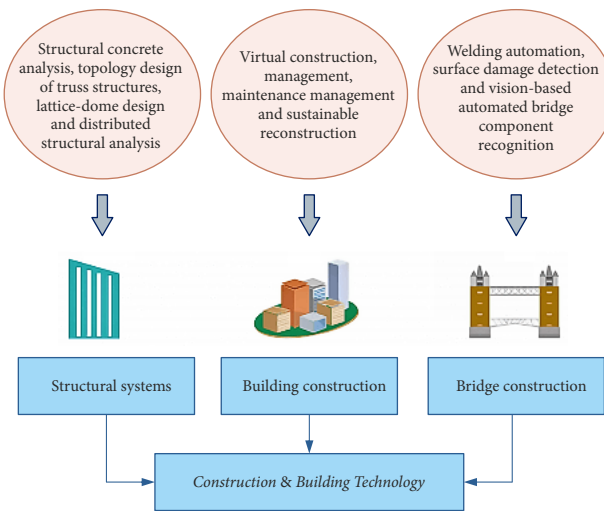 Structural concrete
analysis, topology design
of truss structures,
lattice-dome design
and distributed
structural analysis
Virtual construction,
management,
maintenance management
and sustainable
reconstruction
Welding automation,
surface damage detection
and vision-based
automated bridge
component
recognition
Structural systems
Building construction
Bridge construction
Construction & Building Technology